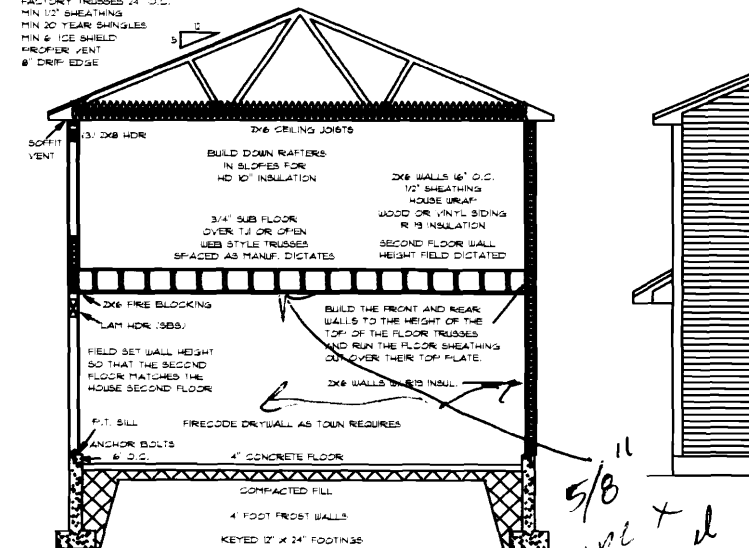 FACTORY TRUSSES 24" O.C.
MIN 1/2" SHEATHING
MIN 20 YEAR SHINGLES
MIN 6' ICE SHIELD
PROPER VENT
8" DRIP EDGE
12
5
SOFFIT
VENT
(3) 2X8 HDR
2X6 CEILING JOISTS
BUILD DOWN RAFTERS
IN SLOPES FOR
HD 10" INSULATION
2X6 WALLS 16" O.C.
1/2" SHEATHING
HOUSE WRAP
WOOD OR VINYL SIDING
R 19 INSULATION
3/4" SUB FLOOR
OVER TJI OR OPEN
WEB STYLE TRUSSES
SPACED AS MANUF. DICTATES
SECOND FLOOR WALL
HEIGHT FIELD DICTATED
2X6 FIRE BLOCKING
LAM HDR (SBS)
BUILD THE FRONT AND REAR
WALLS TO THE HEIGHT OF THE
TOP OF THE FLOOR TRUSSES
AND RUN THE FLOOR SHEATHING
OUT OVER THEIR TOP PLATE.
FIELD SET WALL HEIGHT
SO THAT THE SECOND
FLOOR MATCHES THE
HOUSE SECOND FLOOR
2X6 WALLS W/ R19 INSUL.
P.T. SILL
FIRECODE DRYWALL AS TOWN REQUIRES
ANCHOR BOLTS
6' O.C.
4" CONCRETE FLOOR
5/8"
COMPACTED FILL
4' FOOT FROST WALLS
KEYED 12" X 24" FOOTINGS